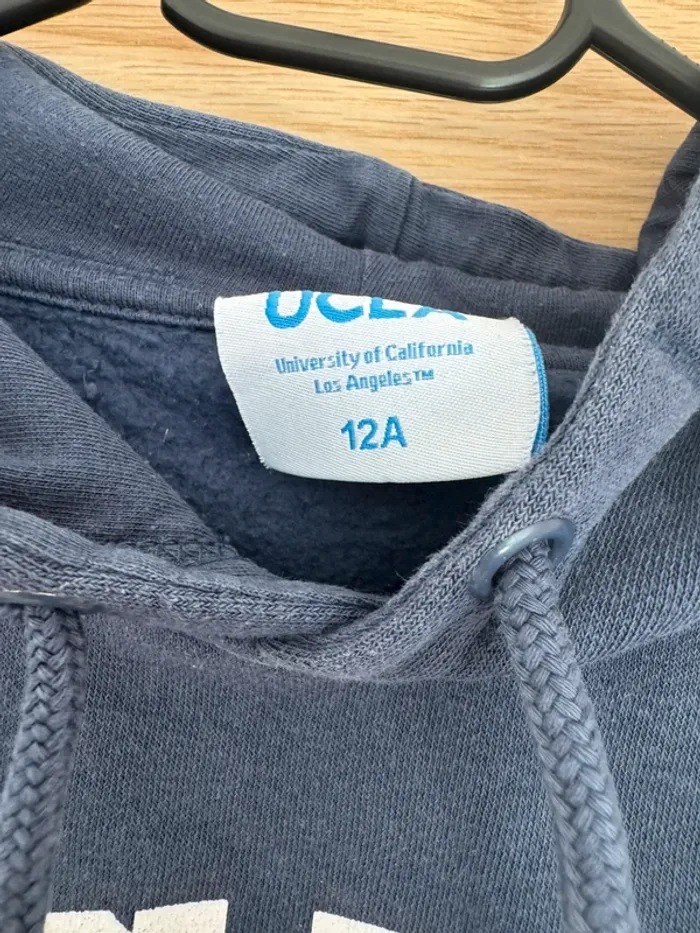 UCLA
University of California
Los Angeles™
12A